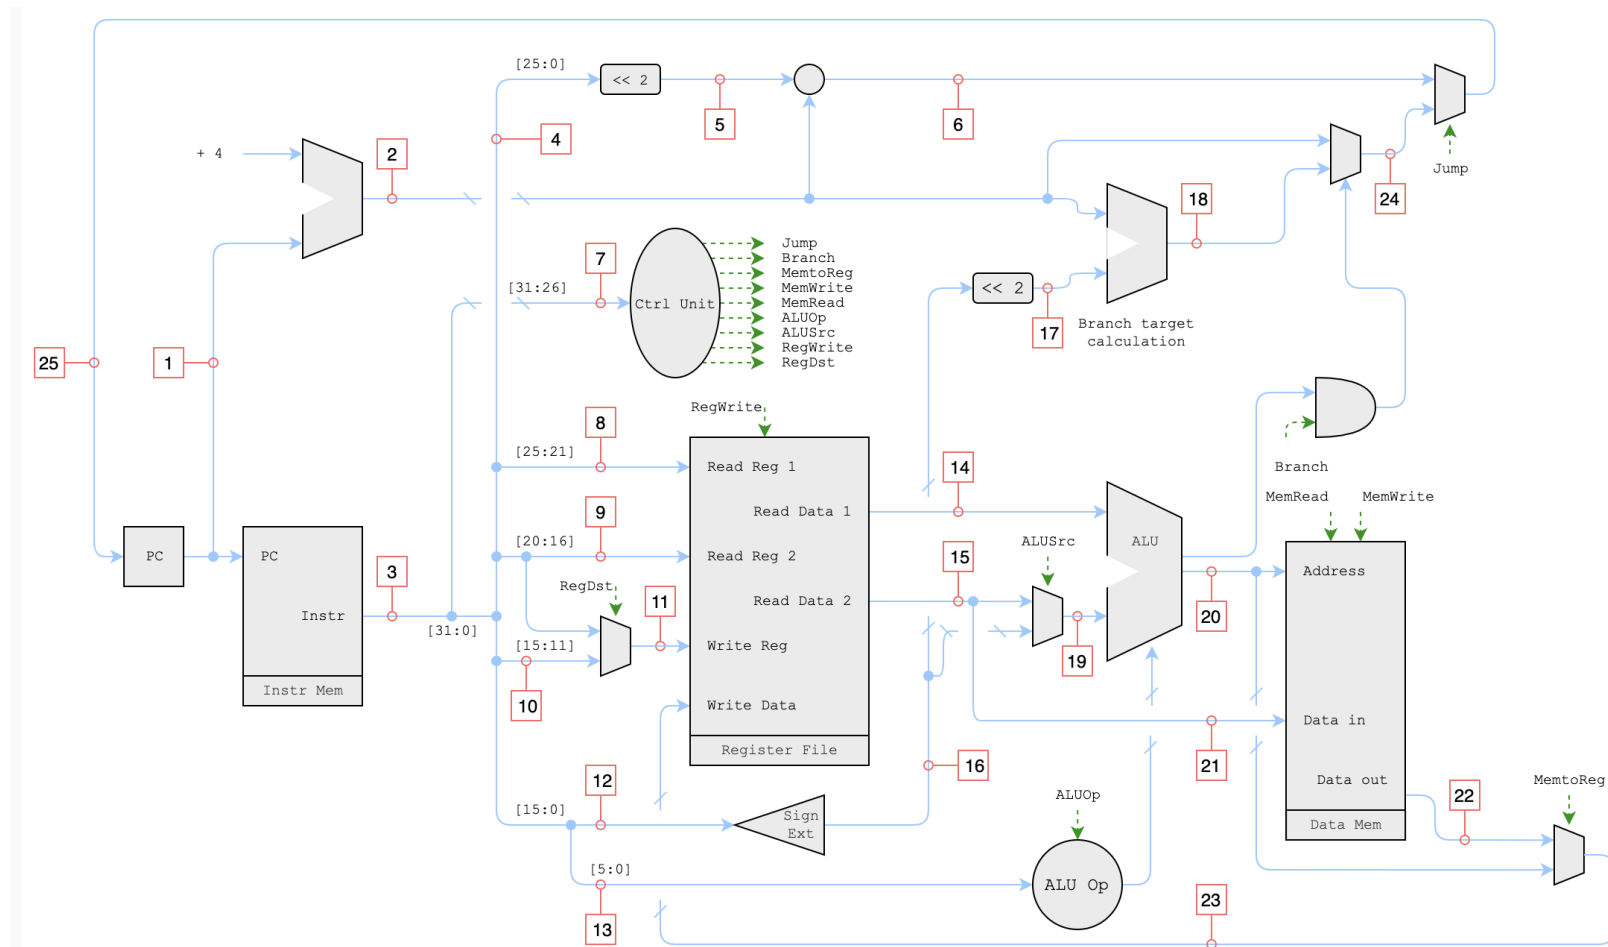 [25:0]
<< 2
5
6
4
+ 4
2
Jump
24
18
7
[31:26]
Ctrl Unit
Jump
Branch
MemtoReg
MemWrite
MemRead
ALUOp
ALUSrc
RegWrite
RegDst
<< 2
17
Branch target
calculation
25
1
RegWrite
8
[25:21]
Read Reg 1
14
Read Data 1
Branch
MemRead
MemWrite
9
[20:16]
Read Reg 2
PC
PC
Instr
Instr Mem
3
[31:0]
RegDst
11
[15:11]
10
Read Data 2
Write Reg
Write Data
Register File
15
ALUSrc
19
ALU
20
Address
Data in
Data out
Data Mem
21
16
12
[15:0]
Sign
Ext
ALUOp
ALU Op
[5:0]
13
22
MemtoReg
23